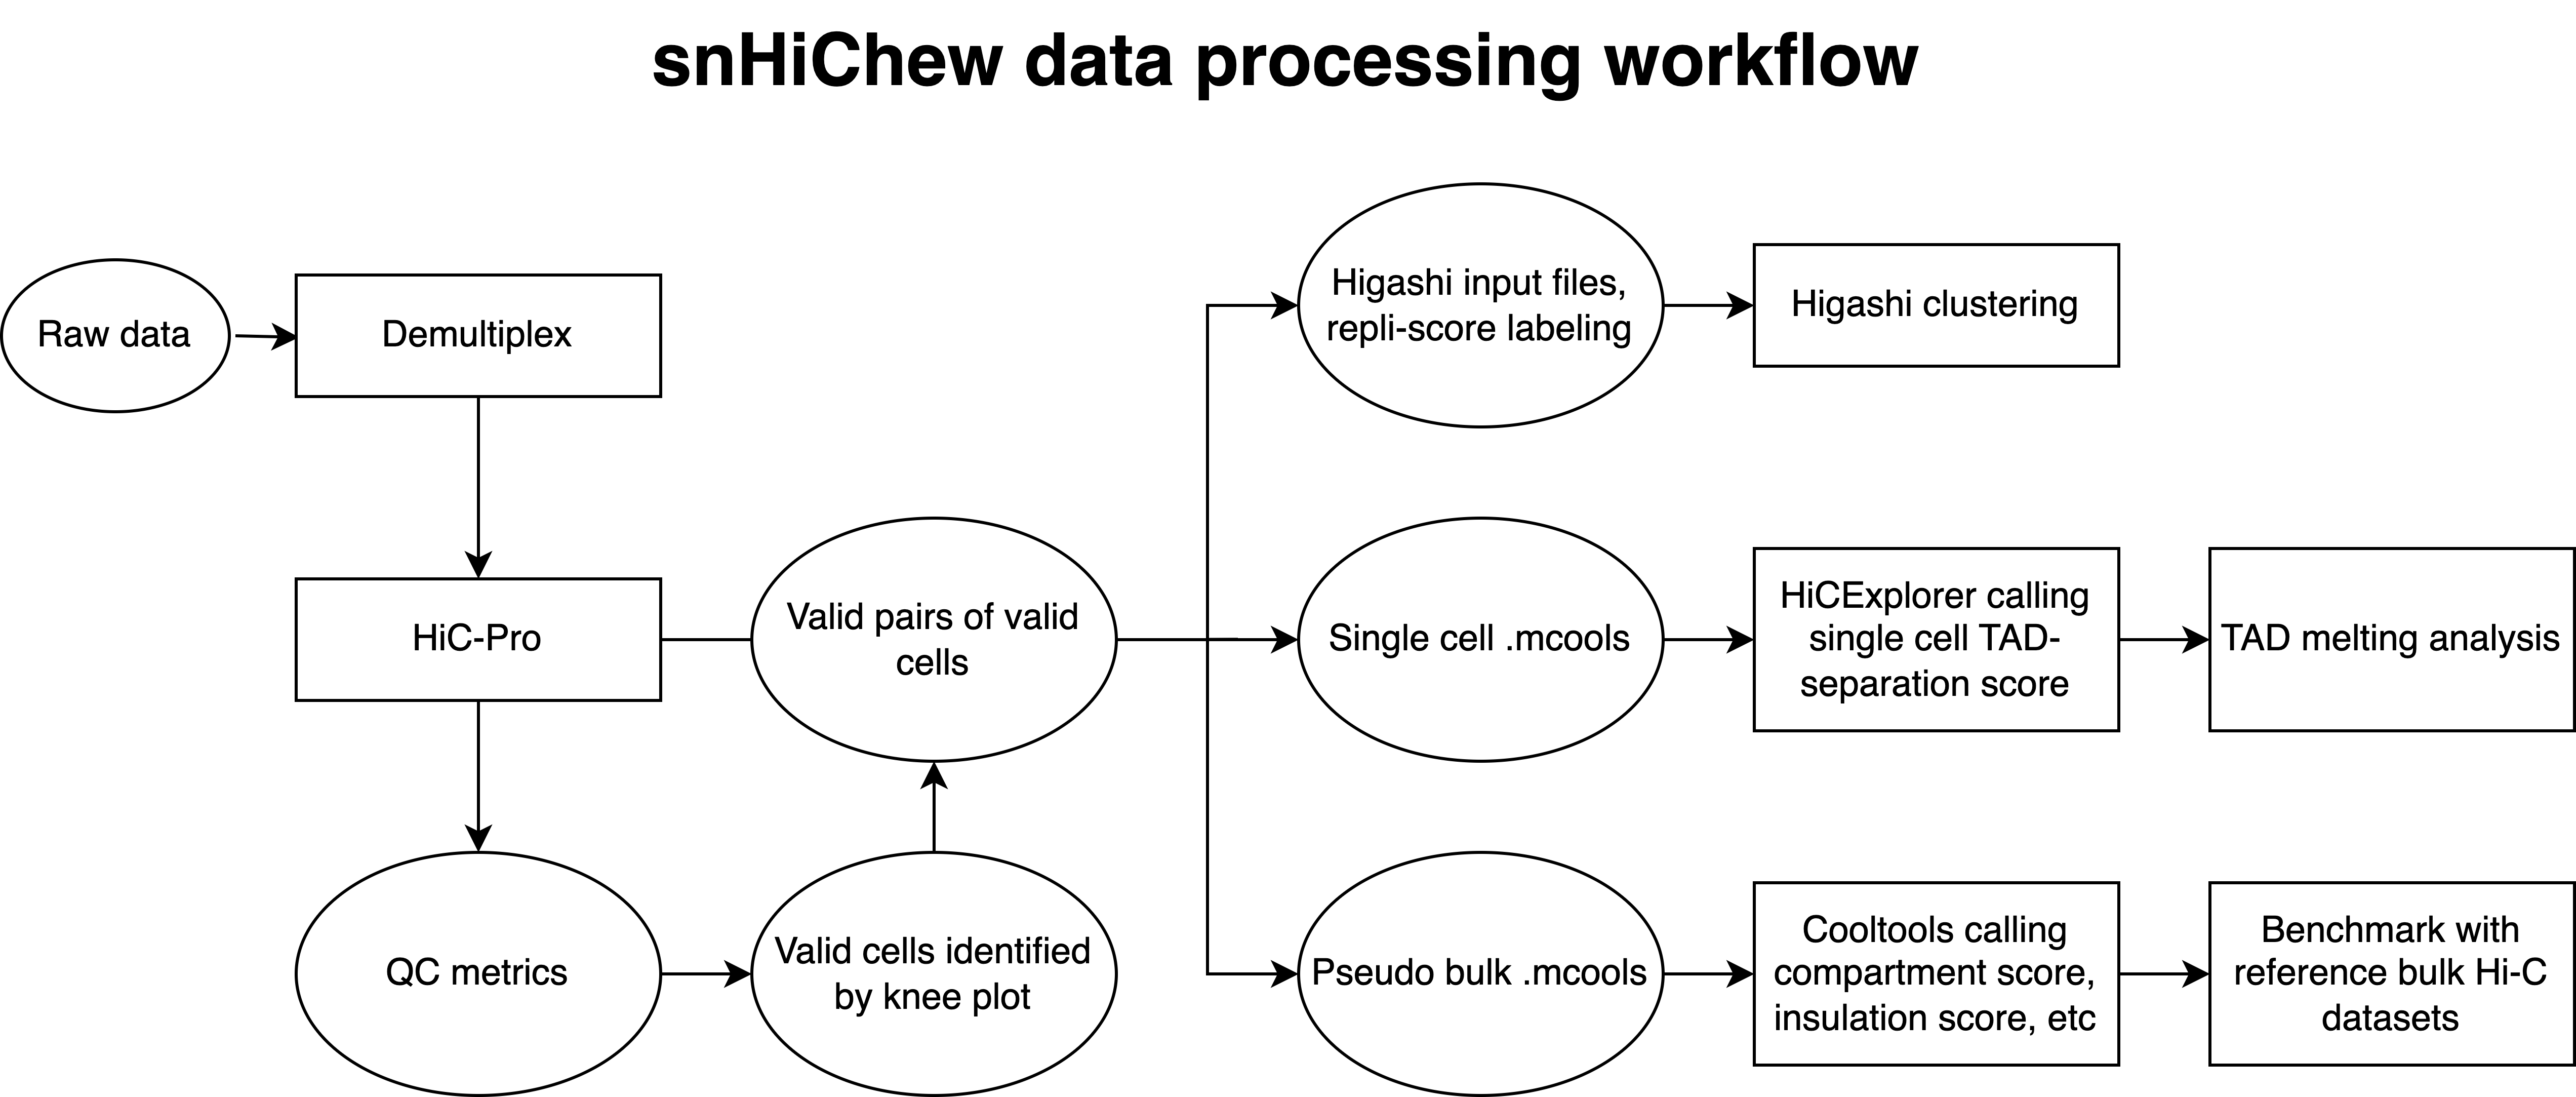 snHiChew data processing workflow
Raw data
Demultiplex
HiC-Pro
QC metrics
Valid cells identified
by knee plot
Valid pairs of valid
cells
Higashi input files,
repli-score labeling
Higashi clustering
Single cell .mcools
HiCExplorer calling
single cell TAD-
separation score
TAD melting analysis
Pseudo bulk .mcools
Cooltools calling
compartment score,
insulation score, etc
Benchmark with
reference bulk Hi-C
datasets